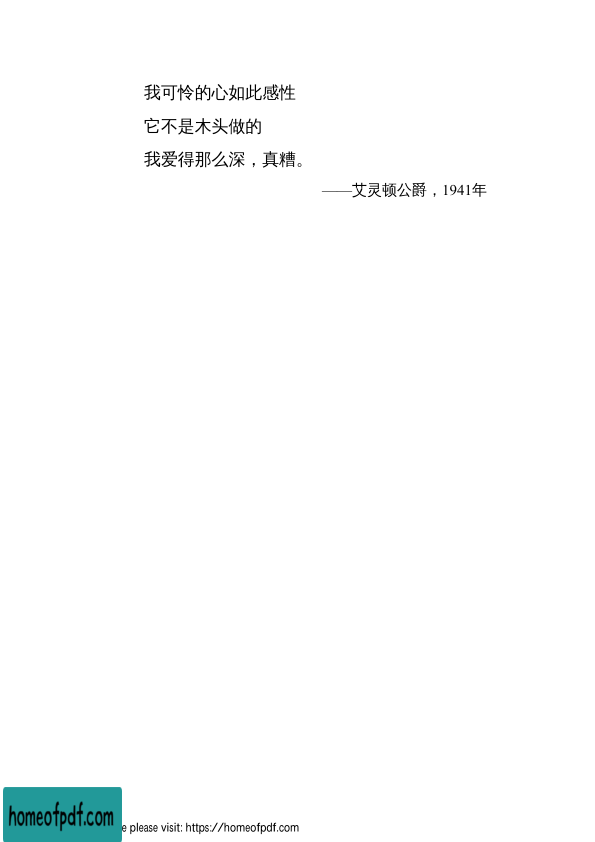 我可怜的心如此感性
它不是木头做的
我爱得那么深，真糟。
——艾灵顿公爵，1941年
homeofpdf.com
e please visit: https://homeofpdf.com